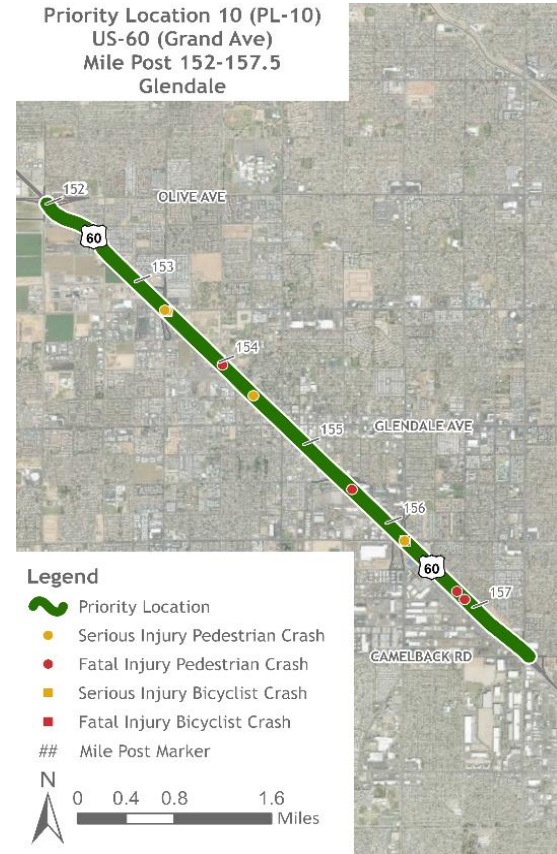 Priority Location 10 (PL-10)
US-60 (Grand Ave)
Mile Post 152-157.5
Glendale
152
OLIVE AVE
60
153
154
GLENDALE AVE
155
156
60
157
CAMELBACK RD
Legend
Priority Location
Serious Injury Pedestrian Crash
Fatal Injury Pedestrian Crash
Serious Injury Bicyclist Crash
Fatal Injury Bicyclist Crash
## Mile Post Marker
N
0 0.4 0.8 1.6
Miles